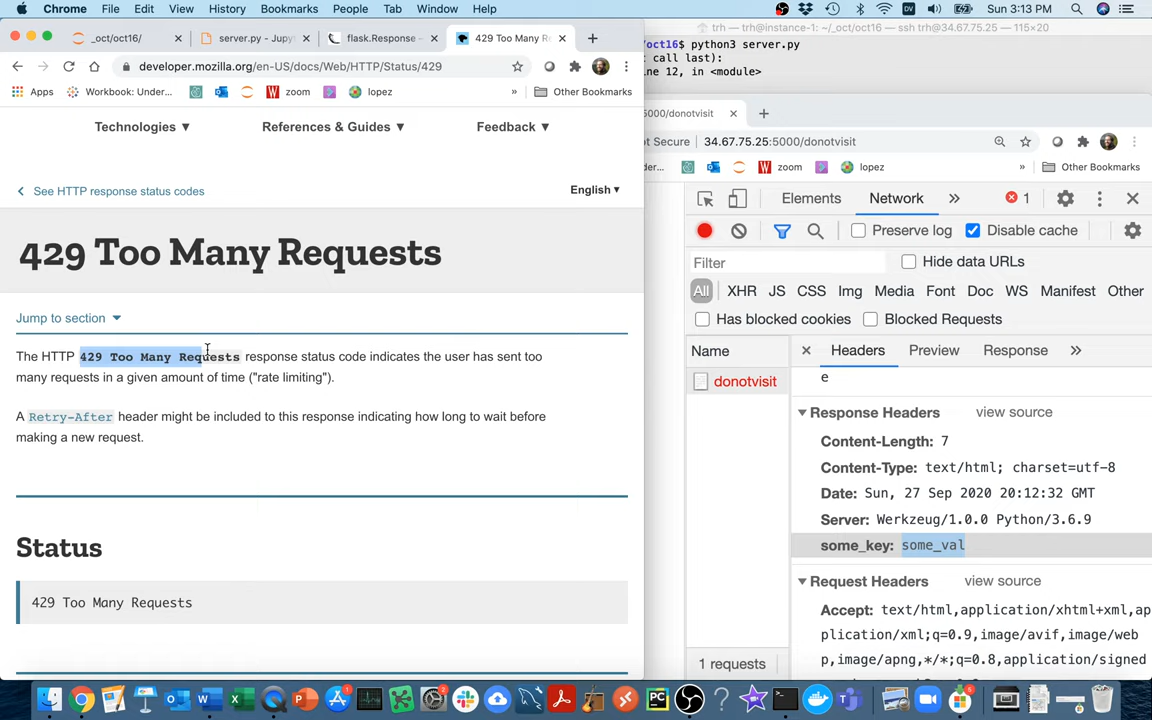 Chrome File Edit View History Bookmarks People Tab Window Help
DV Sun 3:13 PM
_oct/oct16/ × server.py - Jupyt × flask.Response – × 429 Too Many R × +
developer.mozilla.org/en-US/docs/Web/HTTP/Status/429
Apps Workbook: Under... zoom lopez » Other Bookmarks
Technologies ▼ References & Guides ▼ Feedback ▼
See HTTP response status codes
English ▾
429 Too Many Requests
Jump to section
The HTTP 429 Too Many Requests response status code indicates the user has sent too
many requests in a given amount of time ("rate limiting").
A Retry-After header might be included to this response indicating how long to wait before
making a new request.
Status
429 Too Many Requests
trh — trh@instance-1: ~/_oct/oct16 — ssh trh@34.67.75.25 — 115×20
/oct16$ python3 server.py
t call last):
ne 12, in <module>
5000/donotvisit × +
t Secure 34.67.75.25:5000/donotvisit
der... zoom lopez » Other Bookmarks
Elements Network » 1
Preserve log Disable cache
Filter Hide data URLs
All XHR JS CSS Img Media Font Doc WS Manifest Other
Has blocked cookies Blocked Requests
Name × Headers Preview Response »
donotvisit
e
Response Headers view source
Content-Length: 7
Content-Type: text/html; charset=utf-8
Date: Sun, 27 Sep 2020 20:12:32 GMT
Server: Werkzeug/1.0.0 Python/3.6.9
some_key: some_val
Request Headers view source
Accept: text/html,application/xhtml+xml,ap
plication/xml;q=0.9,image/avif,image/web
p,image/apng,*/*;q=0.8,application/signed
1 requests